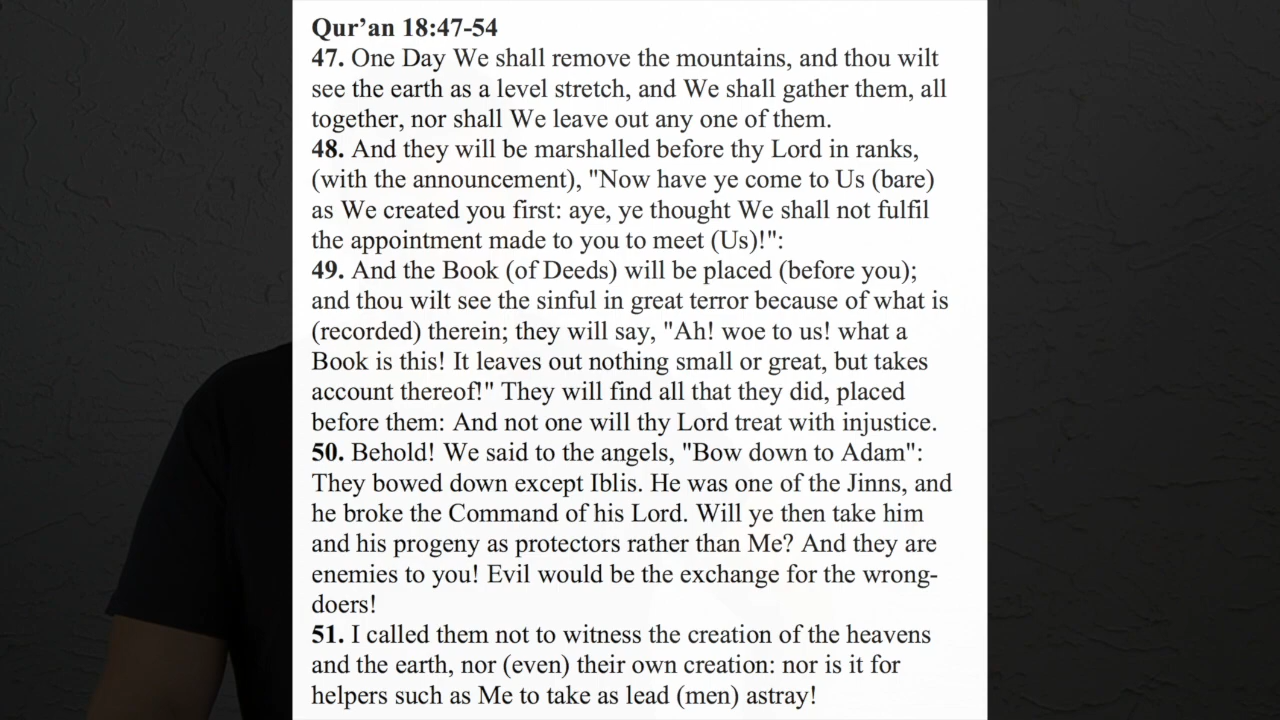 Qur’an 18:47-54
47. One Day We shall remove the mountains, and thou wilt
see the earth as a level stretch, and We shall gather them, all
together, nor shall We leave out any one of them.
48. And they will be marshalled before thy Lord in ranks,
(with the announcement), "Now have ye come to Us (bare)
as We created you first: aye, ye thought We shall not fulfil
the appointment made to you to meet (Us)!":
49. And the Book (of Deeds) will be placed (before you);
and thou wilt see the sinful in great terror because of what is
(recorded) therein; they will say, "Ah! woe to us! what a
Book is this! It leaves out nothing small or great, but takes
account thereof!" They will find all that they did, placed
before them: And not one will thy Lord treat with injustice.
50. Behold! We said to the angels, "Bow down to Adam":
They bowed down except Iblis. He was one of the Jinns, and
he broke the Command of his Lord. Will ye then take him
and his progeny as protectors rather than Me? And they are
enemies to you! Evil would be the exchange for the wrong-
doers!
51. I called them not to witness the creation of the heavens
and the earth, nor (even) their own creation: nor is it for
helpers such as Me to take as lead (men) astray!